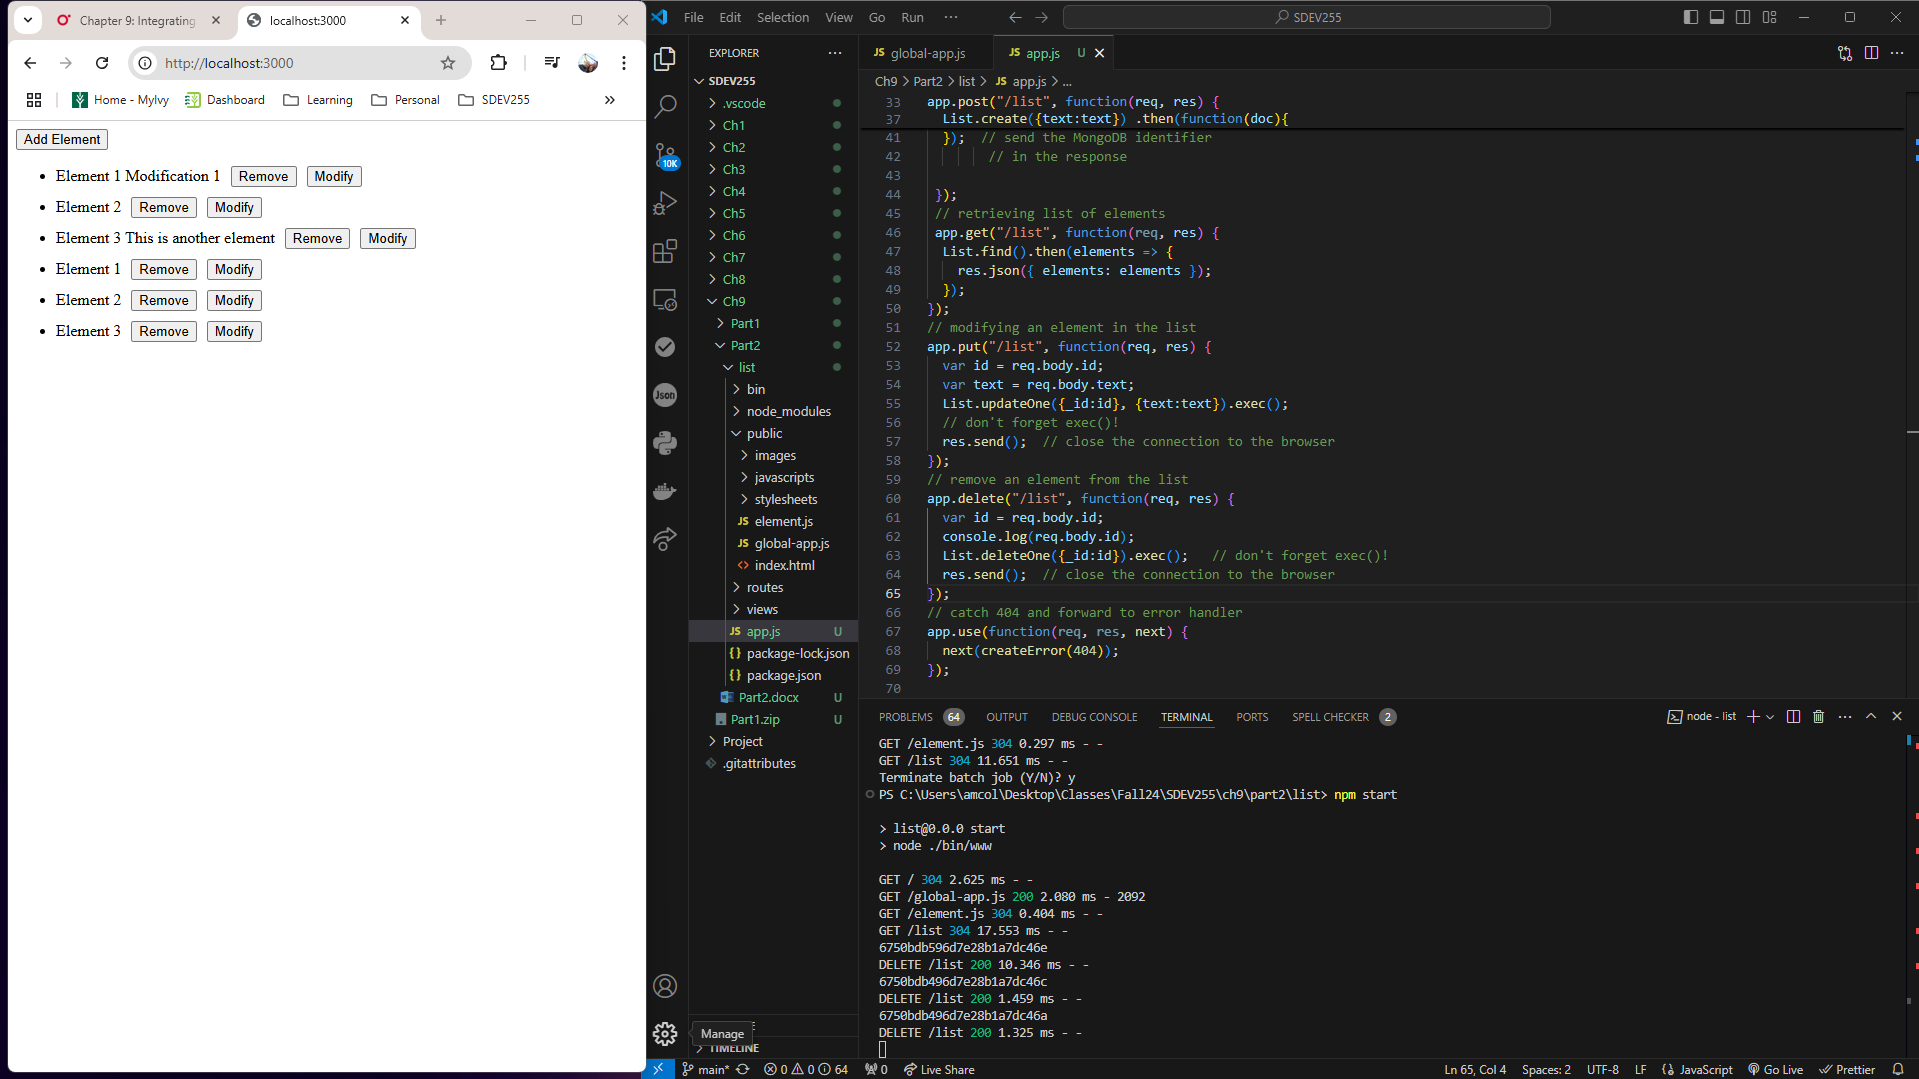 Chapter 9: Integrating
localhost:3000
http://localhost:3000
Home - MyIvy
Dashboard
Learning
Personal
SDEV255
Add Element
Element 1 Modification 1 Remove Modify
Element 2 Remove Modify
Element 3 This is another element Remove Modify
Element 1 Remove Modify
Element 2 Remove Modify
Element 3 Remove Modify
File Edit Selection View Go Run ...
SDEV255
10K
EXPLORER ...
SDEV255
.vscode
Ch1
Ch2
Ch3
Ch4
Ch5
Ch6
Ch7
Ch8
Ch9
Part1
Part2
list
bin
node_modules
public
images
javascripts
stylesheets
JS element.js
JS global-app.js
<> index.html
routes
views
JS app.js U
{} package-lock.json
{} package.json
Part2.docx U
Part1.zip U
Project
.gitattributes
Json
Manage
TIMELINE
JS global-app.js
JS app.js U
Ch9 > Part2 > list > JS app.js > ...
33 app.post("/list", function(req, res) {
37 List.create({text:text}) .then(function(doc){
41 }); // send the MongoDB identifier
42 // in the response
43
44 });
45 // retrieving list of elements
46 app.get("/list", function(req, res) {
47 List.find().then(elements => {
48 res.json({ elements: elements });
49 });
50 });
51 // modifying an element in the list
52 app.put("/list", function(req, res) {
53 var id = req.body.id;
54 var text = req.body.text;
55 List.updateOne({_id:id}, {text:text}).exec();
56 // don't forget exec()!
57 res.send(); // close the connection to the browser
58 });
59 // remove an element from the list
60 app.delete("/list", function(req, res) {
61 var id = req.body.id;
62 console.log(req.body.id);
63 List.deleteOne({_id:id}).exec(); // don't forget exec()!
64 res.send(); // close the connection to the browser
65 });
66 // catch 404 and forward to error handler
67 app.use(function(req, res, next) {
68 next(createError(404));
69 });
70
PROBLEMS 64 OUTPUT DEBUG CONSOLE TERMINAL PORTS SPELL CHECKER 2
node - list
GET /element.js 304 0.297 ms - -
GET /list 304 11.651 ms - -
Terminate batch job (Y/N)? y
PS C:\Users\amcol\Desktop\Classes\Fall24\SDEV255\ch9\part2\list> npm start
> list@0.0.0 start
> node ./bin/www
GET / 304 2.625 ms - -
GET /global-app.js 200 2.080 ms - 2092
GET /element.js 304 0.404 ms - -
GET /list 304 17.553 ms - -
6750bdb596d7e28b1a7dc46e
DELETE /list 200 10.346 ms - -
6750bdb496d7e28b1a7dc46c
DELETE /list 200 1.459 ms - -
6750bdb496d7e28b1a7dc46a
DELETE /list 200 1.325 ms - -
main* 0 0 64 0 Live Share
Ln 65, Col 4 Spaces: 2 UTF-8 LF {} JavaScript Go Live Prettier